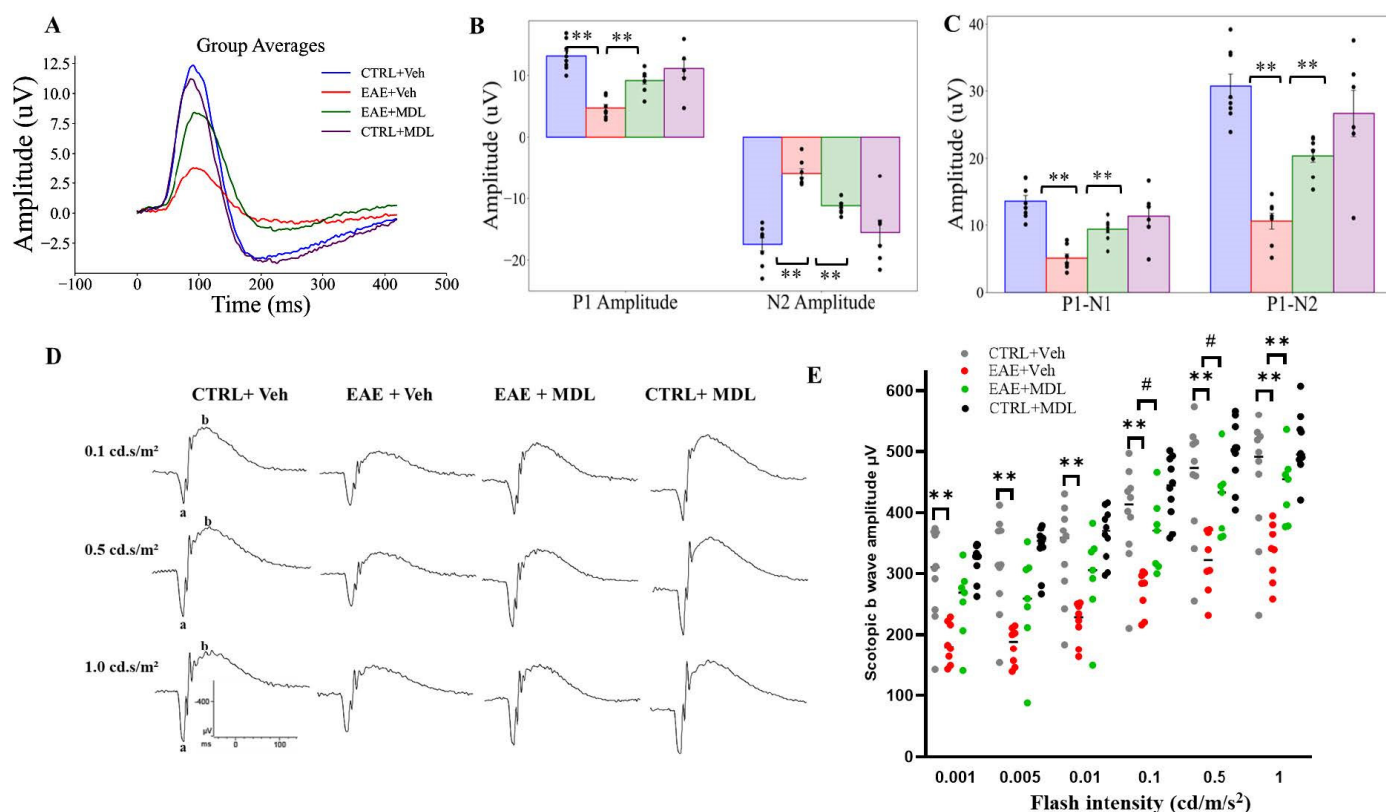 A
Group Averages
CTRL+Veh
EAE+Veh
EAE+MDL
CTRL+MDL
Amplitude (uV)
12.5
10.0
7.5
5.0
2.5
0.0
−2.5
−100
0
100
200
300
400
500
Time (ms)
B
** **
Amplitude (uV)
10
0
−10
−20
** **
P1 Amplitude
N2 Amplitude
C
Amplitude (uV)
40
30
20
10
0
** **
** **
P1-N1
P1-N2
D
CTRL+ Veh
EAE + Veh
EAE + MDL
CTRL+ MDL
0.1 cd.s/m²
b
a
0.5 cd.s/m²
b
a
1.0 cd.s/m²
b
a
-400
µV
ms
0
100
E
CTRL+Veh
EAE+Veh
EAE+MDL
CTRL+MDL
Scotopic b wave amplitude µV
600
500
400
300
200
100
0
**
**
**
**
#
**
#
**
**
0.001
0.005
0.01
0.1
0.5
1
Flash intensity (cd/m/s²)